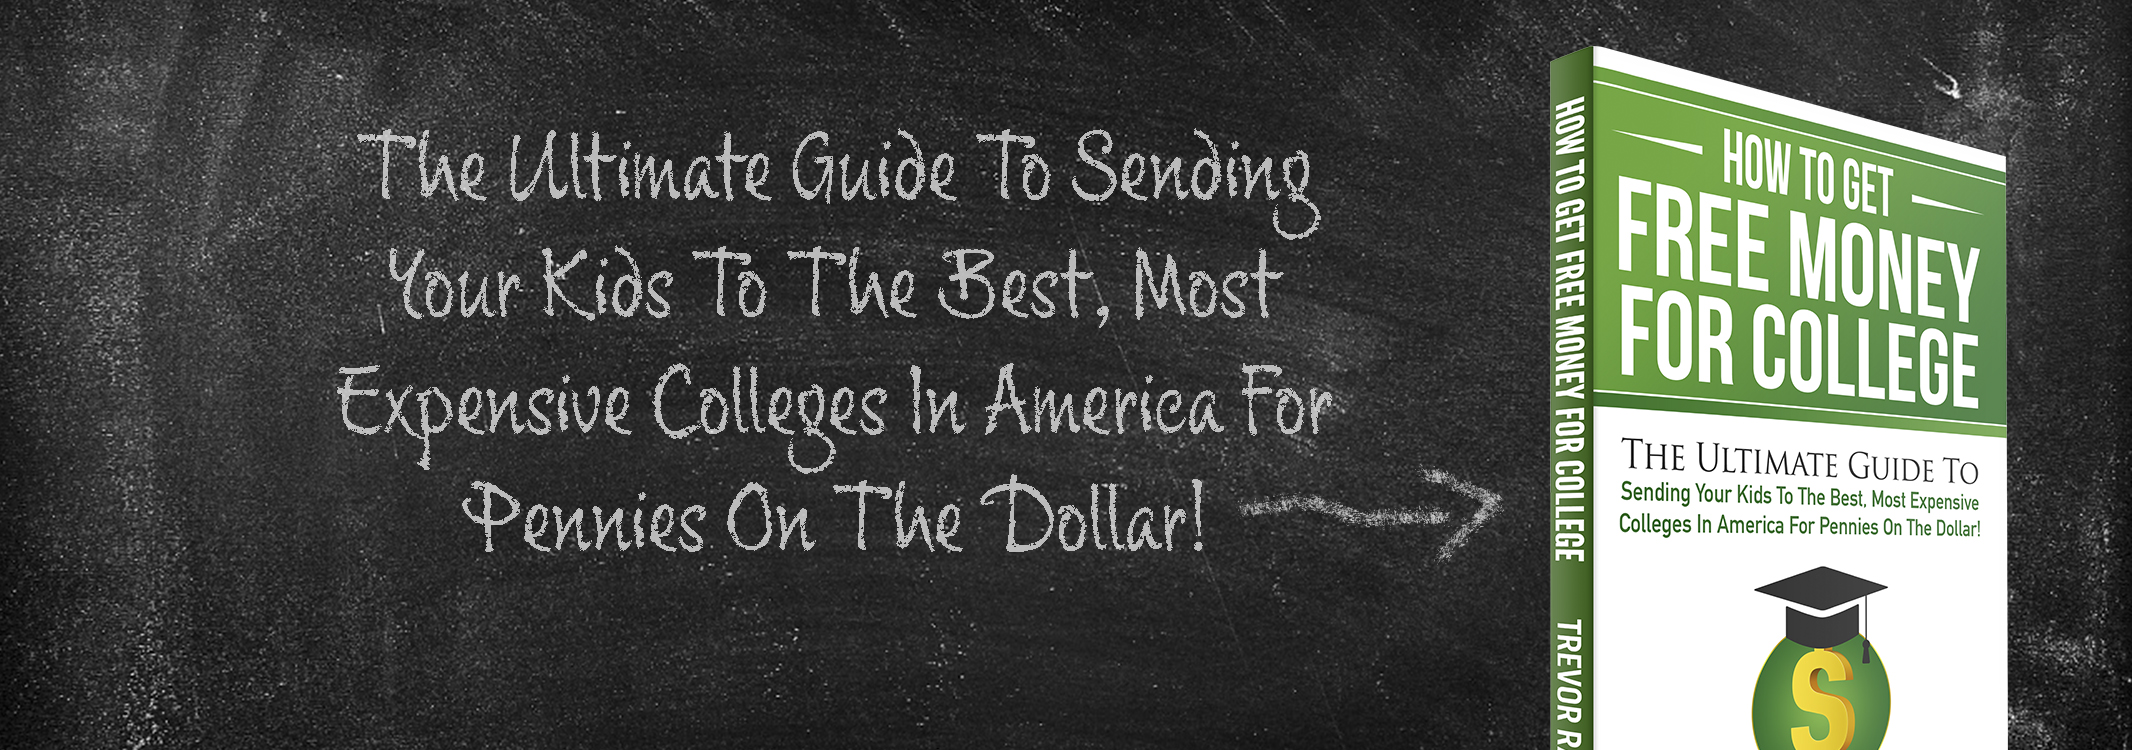 The Ultimate Guide To Sending
Your Kids To The Best, Most
Expensive Colleges In America For
Pennies On The Dollar!
HOW TO GET FREE MONEY FOR COLLEGE TREVOR
HOW TO GET
FREE MONEY
FOR COLLEGE
THE ULTIMATE GUIDE TO
Sending Your Kids To The Best, Most Expensive
Colleges In America For Pennies On The Dollar!
$